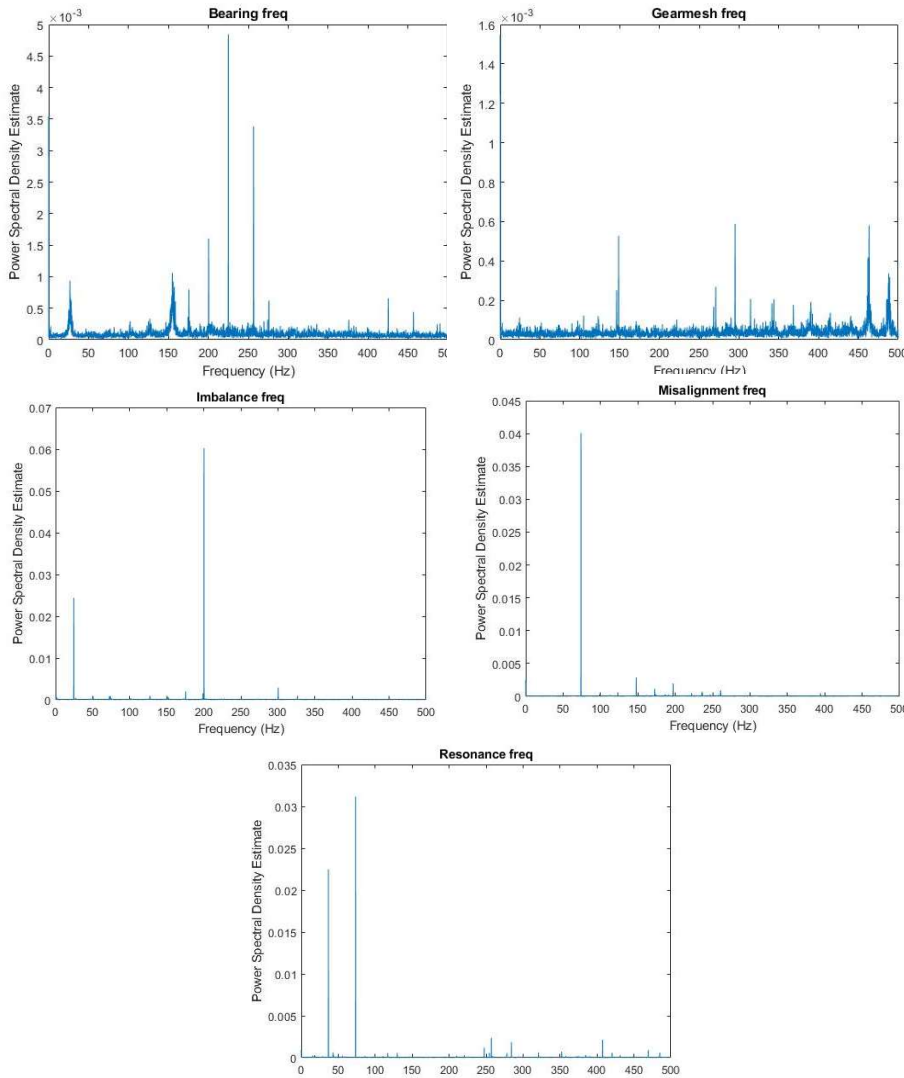 Bearing freq
×10-3
5
4.5
4
3.5
3
2.5
2
1.5
1
0.5
0
0 50 100 150 200 250 300 350 400 450 500
Power Spectral Density Estimate
Frequency (Hz)
Gearmesh freq
×10-3
1.6
1.4
1.2
1
0.8
0.6
0.4
0.2
0
0 50 100 150 200 250 300 350 400 450 500
Power Spectral Density Estimate
Frequency (Hz)
Imbalance freq
0.07
0.06
0.05
0.04
0.03
0.02
0.01
0
0 50 100 150 200 250 300 350 400 450 500
Power Spectral Density Estimate
Frequency (Hz)
Misalignment freq
0.045
0.04
0.035
0.03
0.025
0.02
0.015
0.01
0.005
0
0 50 100 150 200 250 300 350 400 450 500
Power Spectral Density Estimate
Frequency (Hz)
Resonance freq
0.035
0.03
0.025
0.02
0.015
0.01
0.005
0
0 50 100 150 200 250 300 350 400 450 500
Power Spectral Density Estimate